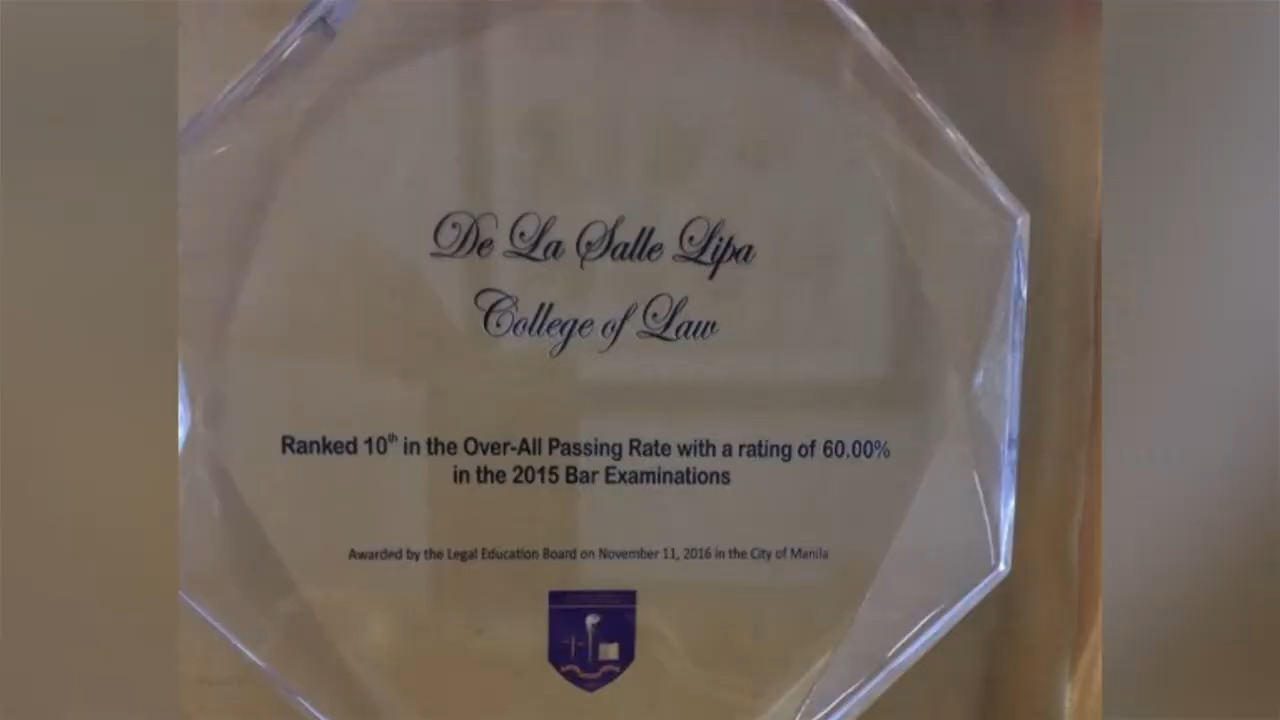 De La Salle Lipa
College of Law
Ranked 10th in the Over-All Passing Rate with a rating of 60.00%
in the 2015 Bar Examinations
Awarded by the Legal Education Board on November 11, 2016 in the City of Manila